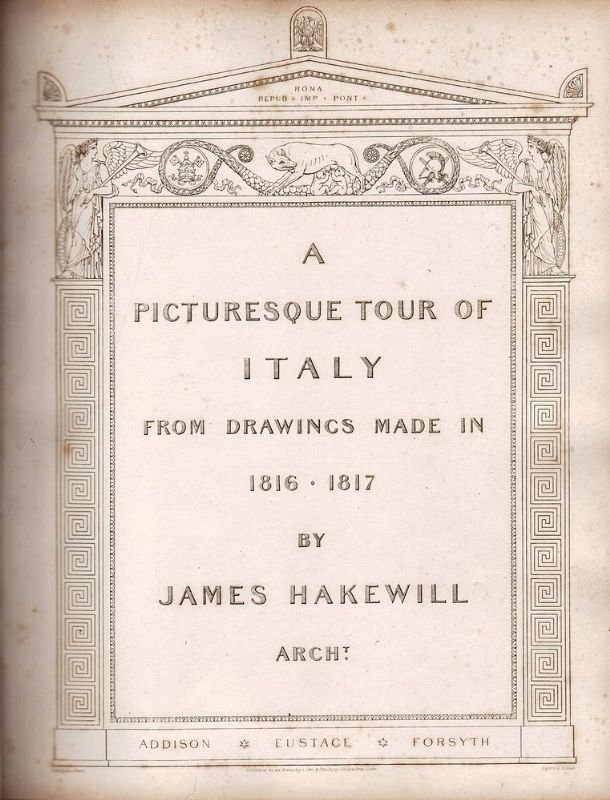 ROMA
REPUB • IMP • PONT •
A
PICTURESQUE TOUR OF
ITALY
FROM DRAWINGS MADE IN
1816 • 1817
BY
JAMES HAKEWILL
ARCHT
ADDISON ✡ EUSTACE ✡ FORSYTH